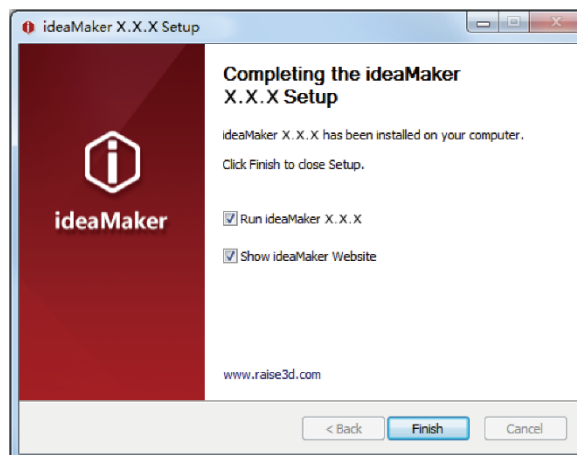 ideaMaker X.X.X Setup
Completing the ideaMaker
X.X.X Setup
ideaMaker X.X.X has been installed on your computer.
Click Finish to close Setup.
ideaMaker
Run ideaMaker X.X.X
Show ideaMaker Website
www.raise3d.com
< Back Finish Cancel